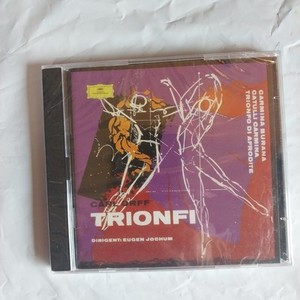 CARMINA BURANA
CATULLI CARMINA
TRIONFO DI AFRODITE
CARL ORFF
TRIONFI
DIRIGENT: EUGEN JOCHUM